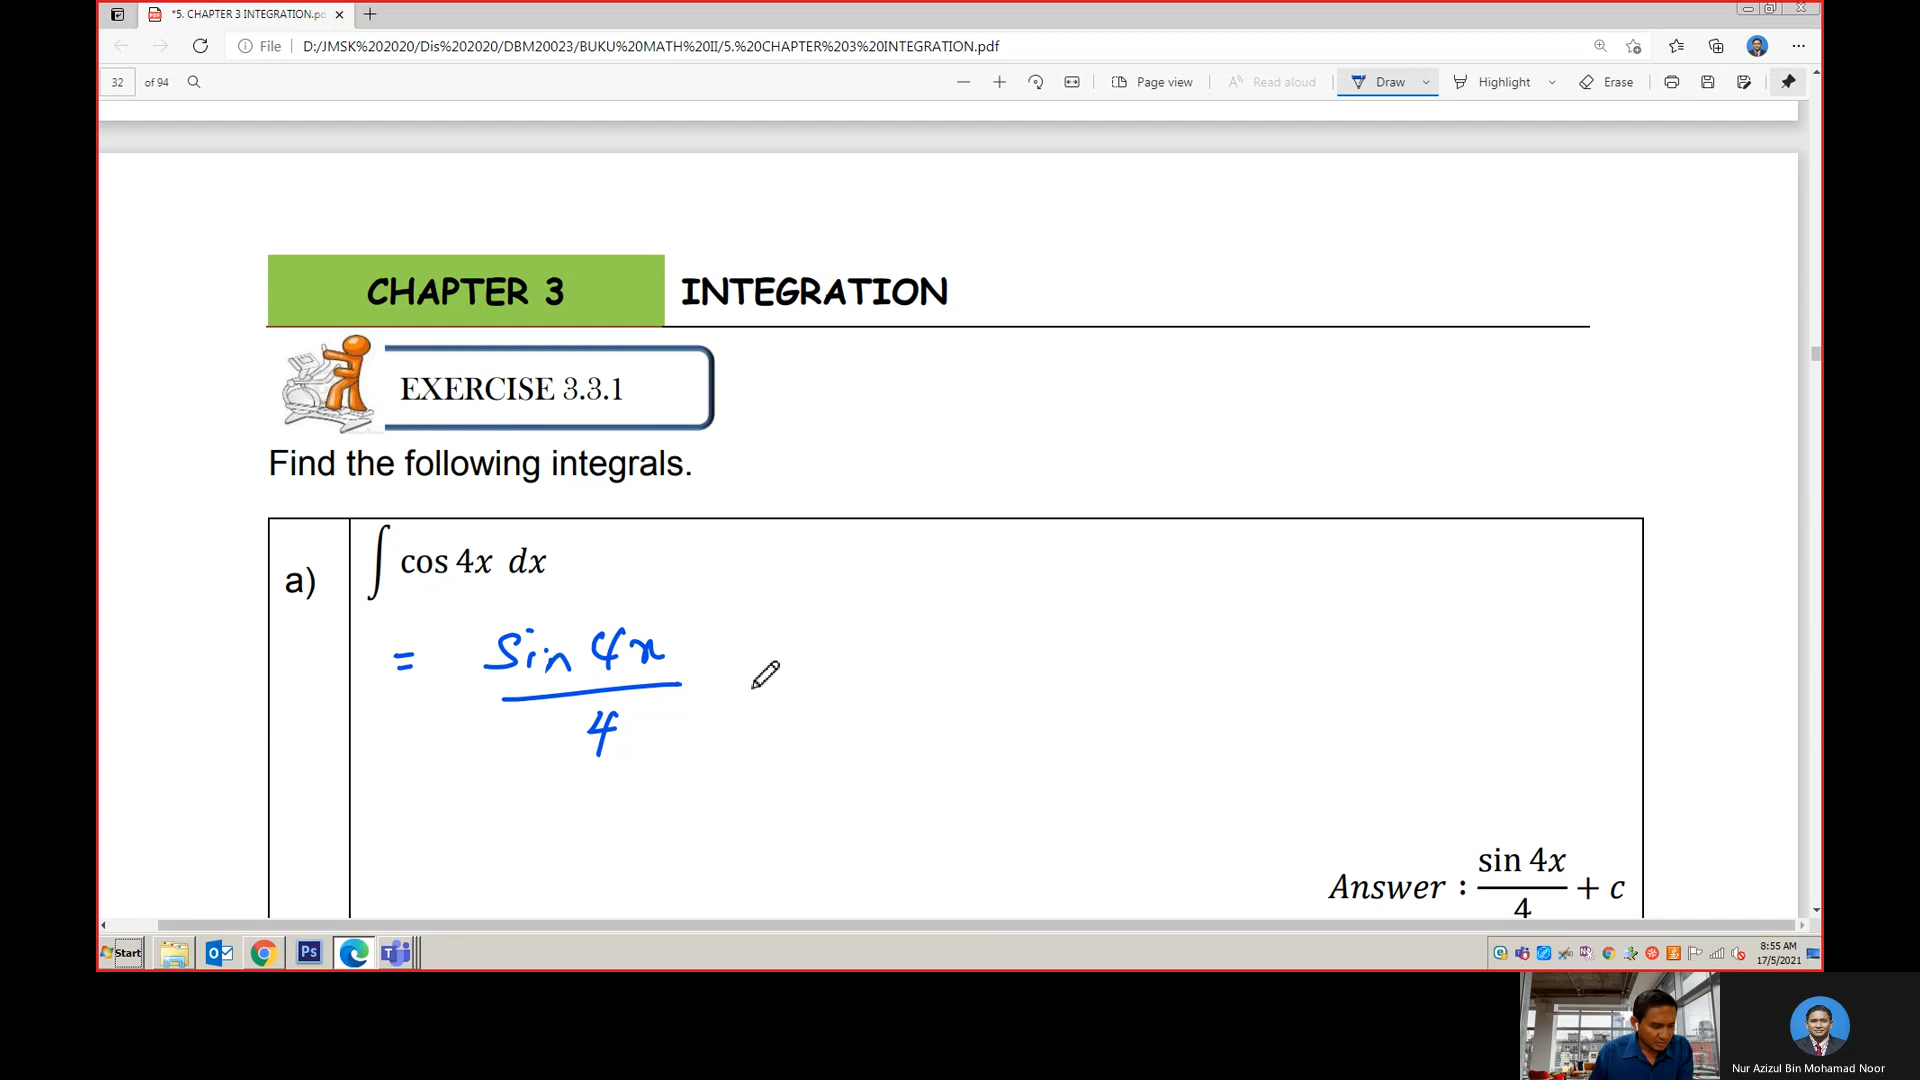 *5. CHAPTER 3 INTEGRATION.pd
File D:/JMSK%202020/Dis%202020/DBM20023/BUKU%20MATH%20II/5.%20CHAPTER%203%20INTEGRATION.pdf
32 of 94 Page view Read aloud Draw Highlight Erase
CHAPTER 3 INTEGRATION
EXERCISE 3.3.1
Find the following integrals.
a) ∫ cos 4x dx
= sin 4x
4
Answer : sin 4x
4 + c
Start Ps 8:55 AM
17/5/2021
Nur Azizul Bin Mohamad Noor